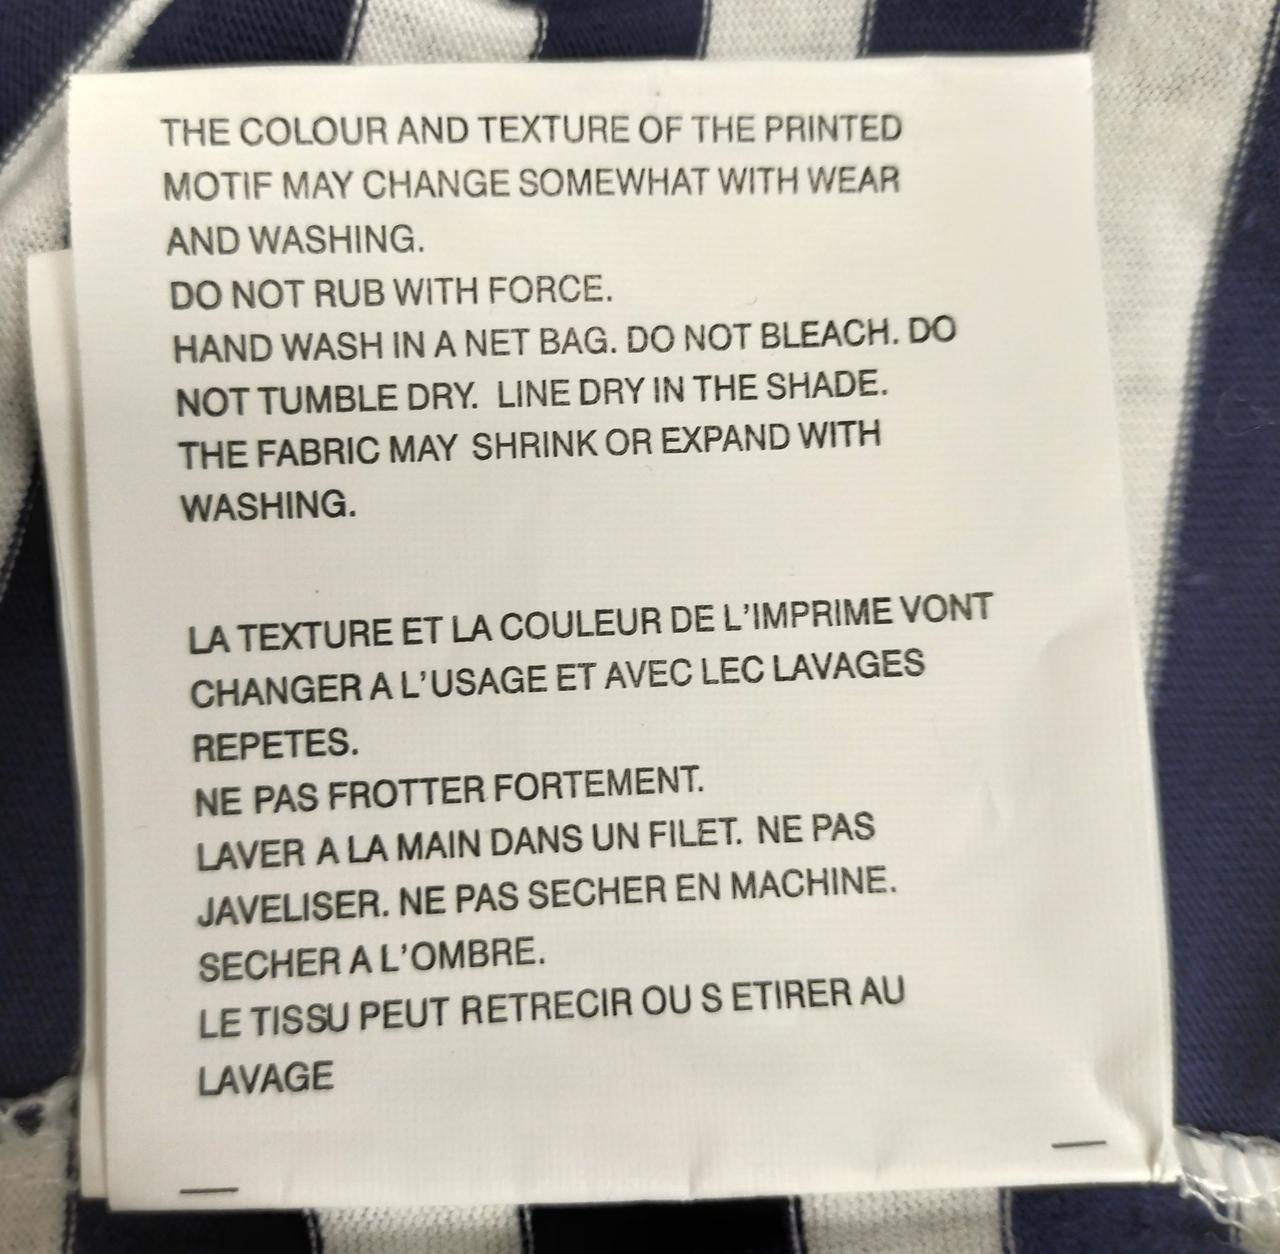 THE COLOUR AND TEXTURE OF THE PRINTED
MOTIF MAY CHANGE SOMEWHAT WITH WEAR
AND WASHING.
DO NOT RUB WITH FORCE.
HAND WASH IN A NET BAG. DO NOT BLEACH. DO
NOT TUMBLE DRY. LINE DRY IN THE SHADE.
THE FABRIC MAY SHRINK OR EXPAND WITH
WASHING.
LA TEXTURE ET LA COULEUR DE L'IMPRIME VONT
CHANGER A L'USAGE ET AVEC LEC LAVAGES
REPETES.
NE PAS FROTTER FORTEMENT.
LAVER A LA MAIN DANS UN FILET. NE PAS
JAVELISER. NE PAS SECHER EN MACHINE.
SECHER A L'OMBRE.
LE TISSU PEUT RETRECIR OU S ETIRER AU
LAVAGE